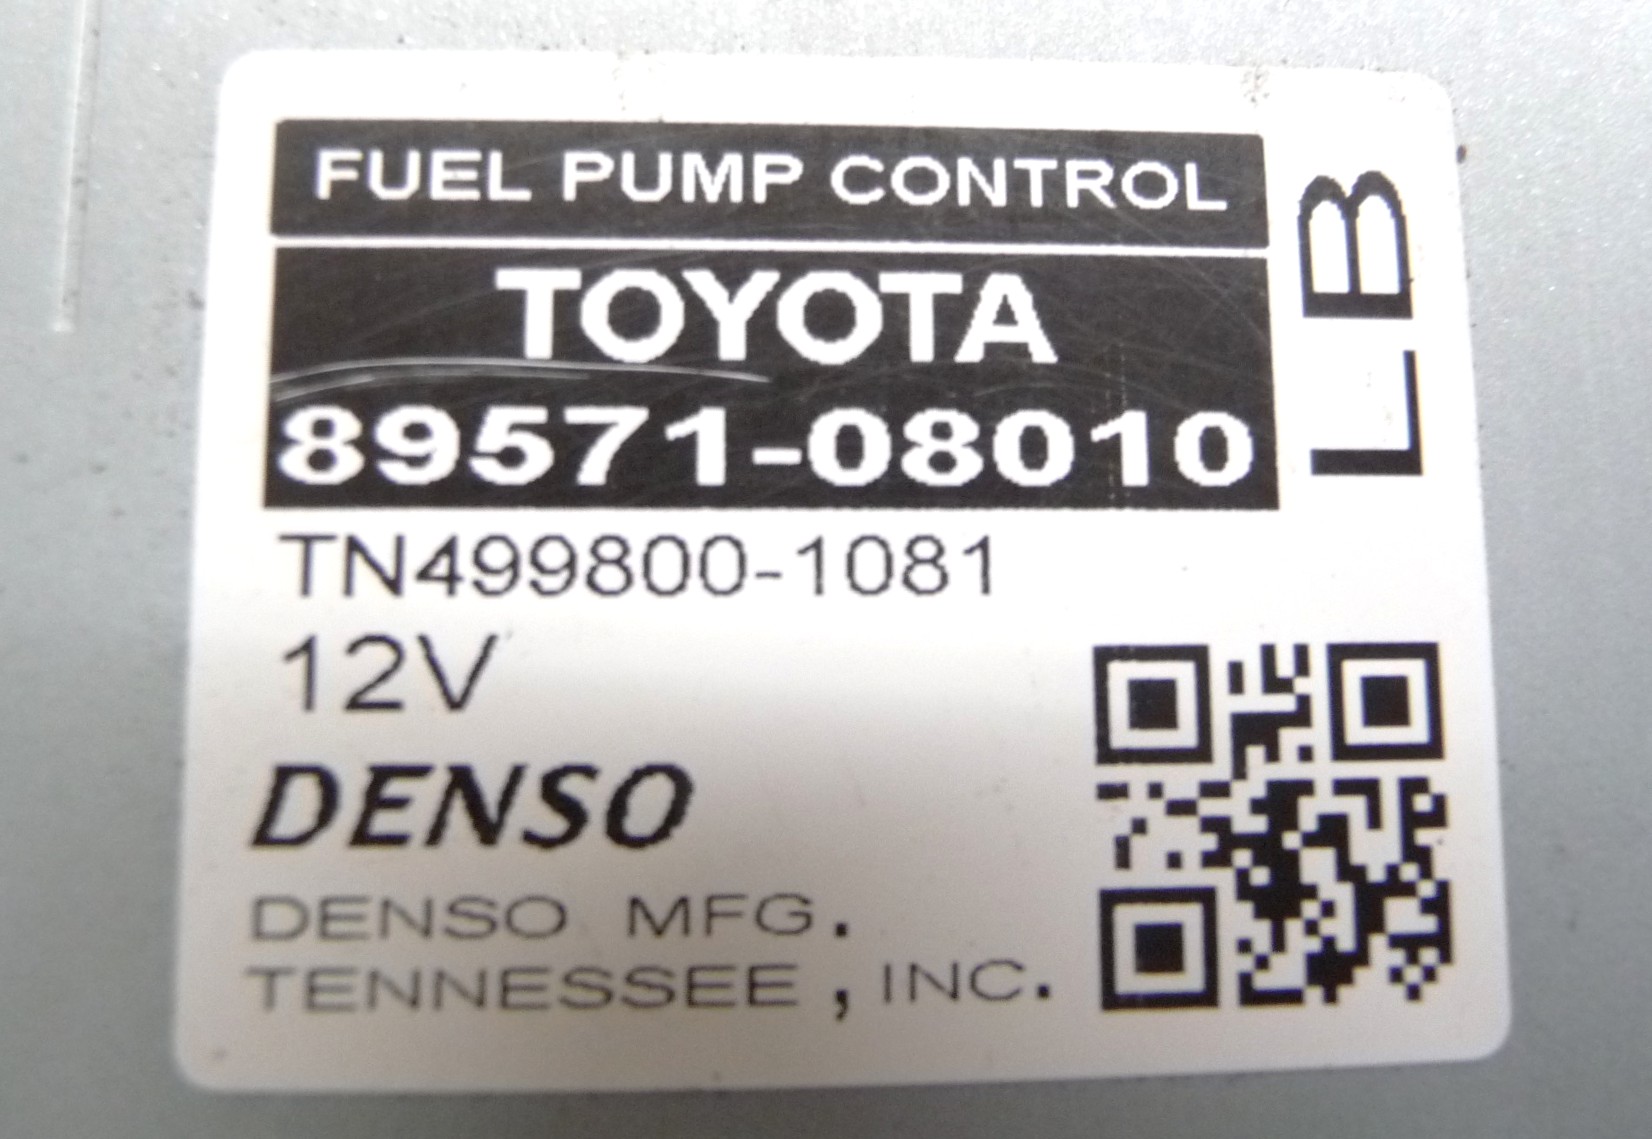 FUEL PUMP CONTROL
TOYOTA
89571-08010
LB
TN499800-1081
12V
DENSO
DENSO MFG.
TENNESSEE, INC.